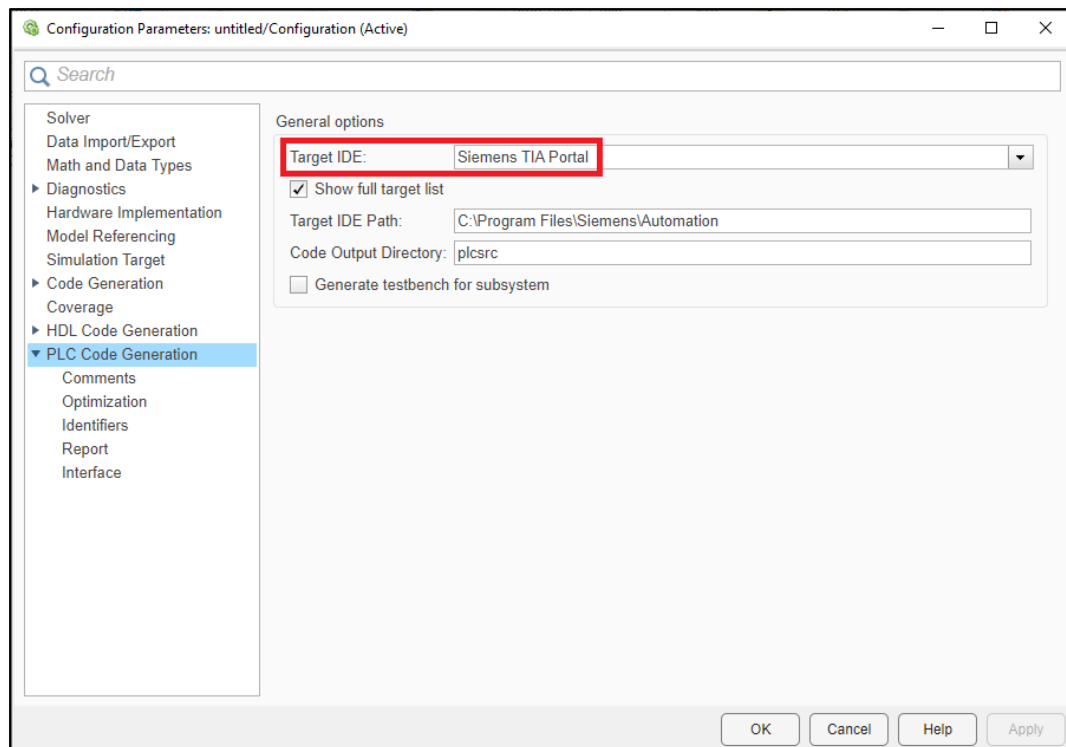 Configuration Parameters: untitled/Configuration (Active)
Search
Solver
Data Import/Export
Math and Data Types
Diagnostics
Hardware Implementation
Model Referencing
Simulation Target
Code Generation
Coverage
HDL Code Generation
PLC Code Generation
Comments
Optimization
Identifiers
Report
Interface
General options
Target IDE: Siemens TIA Portal
Show full target list
Target IDE Path: C:\Program Files\Siemens\Automation
Code Output Directory: plcsrc
Generate testbench for subsystem
OK Cancel Help Apply